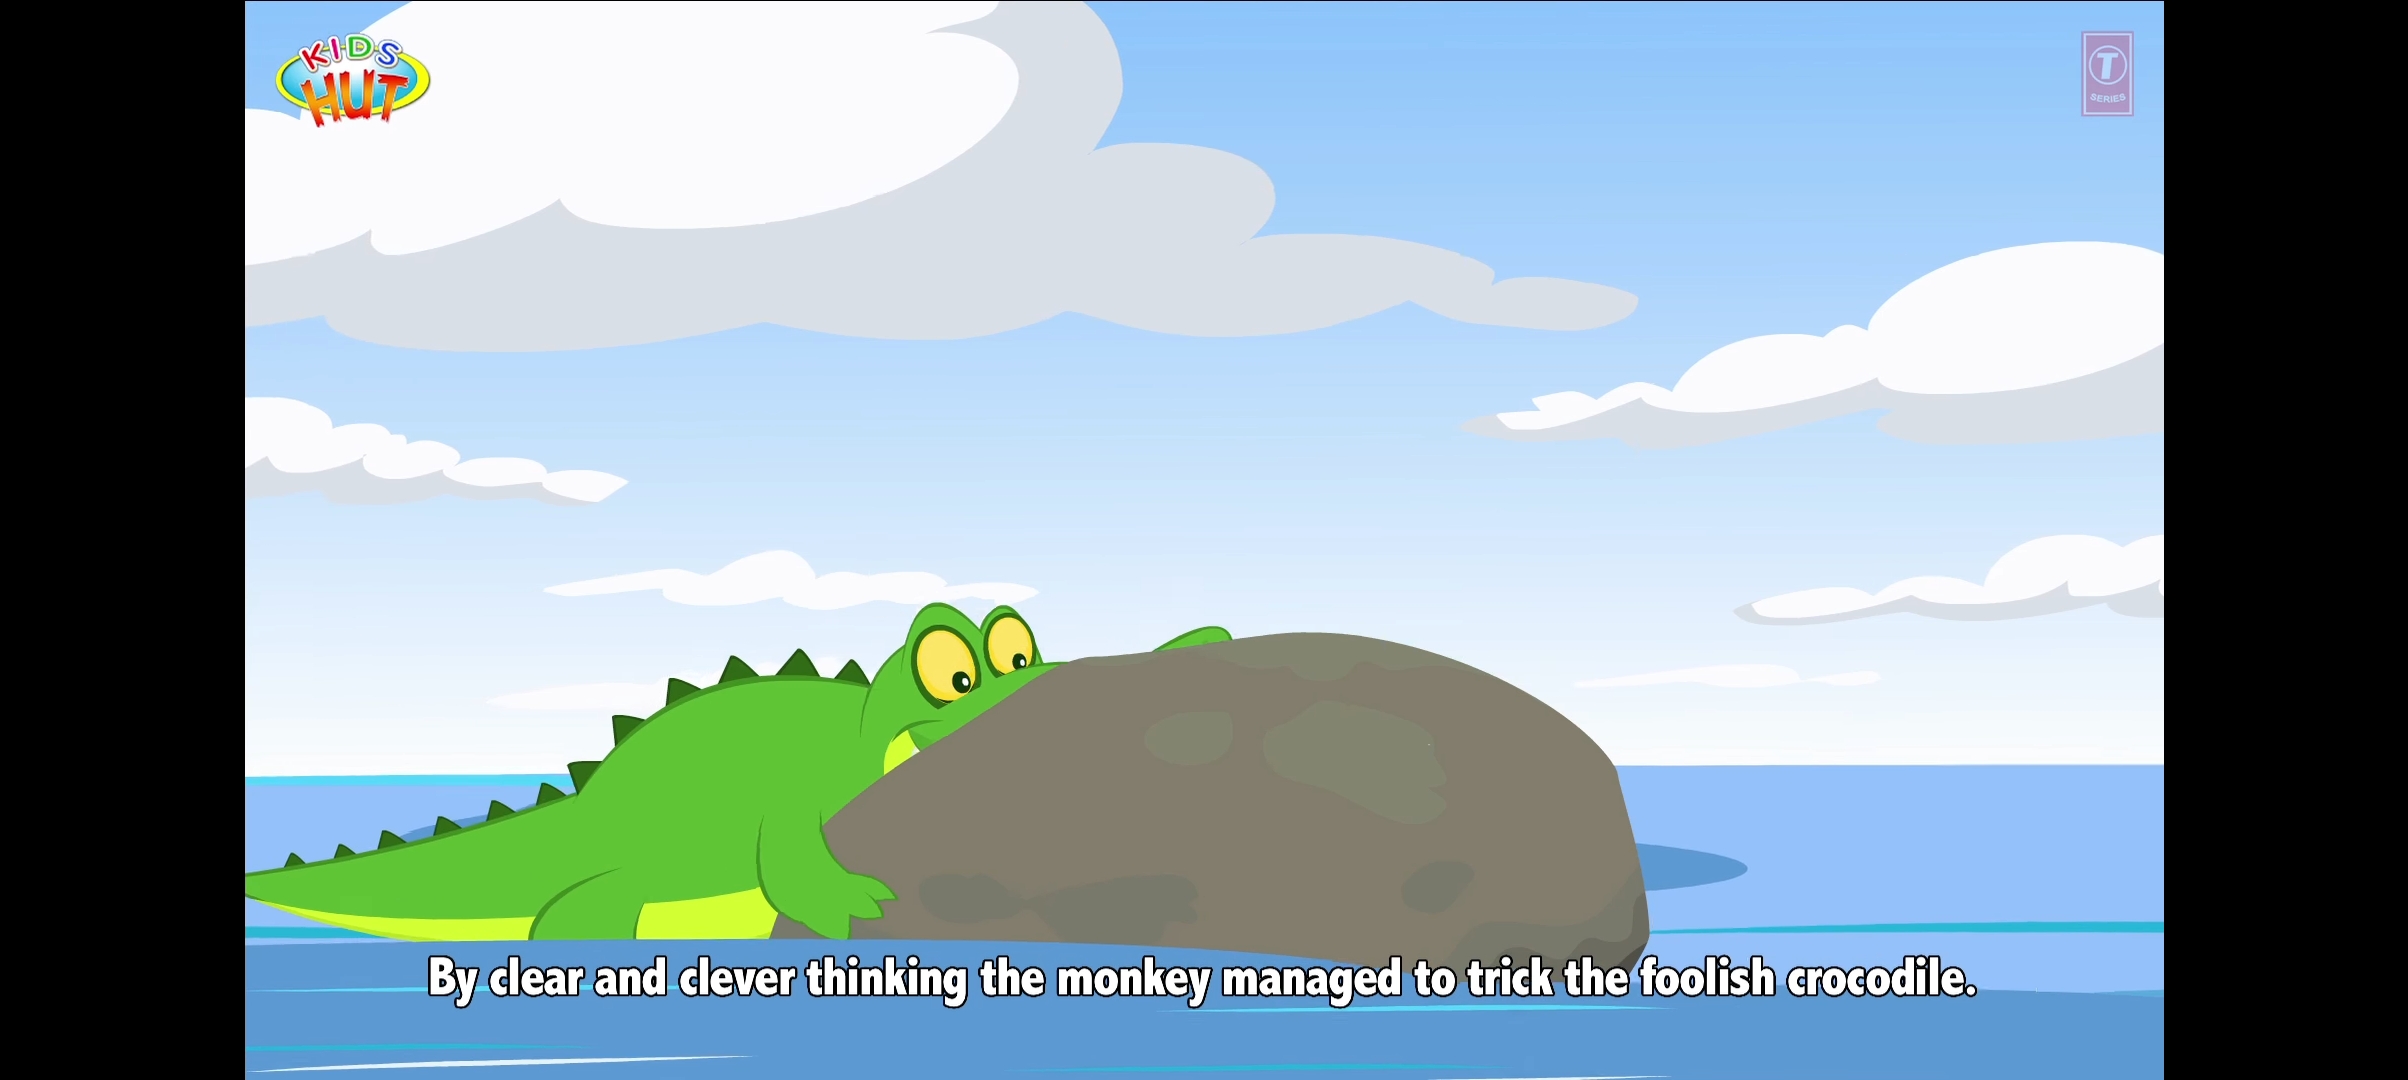 KIDS
HUT
T
SERIES
By clear and clever thinking the monkey managed to trick the foolish crocodile.